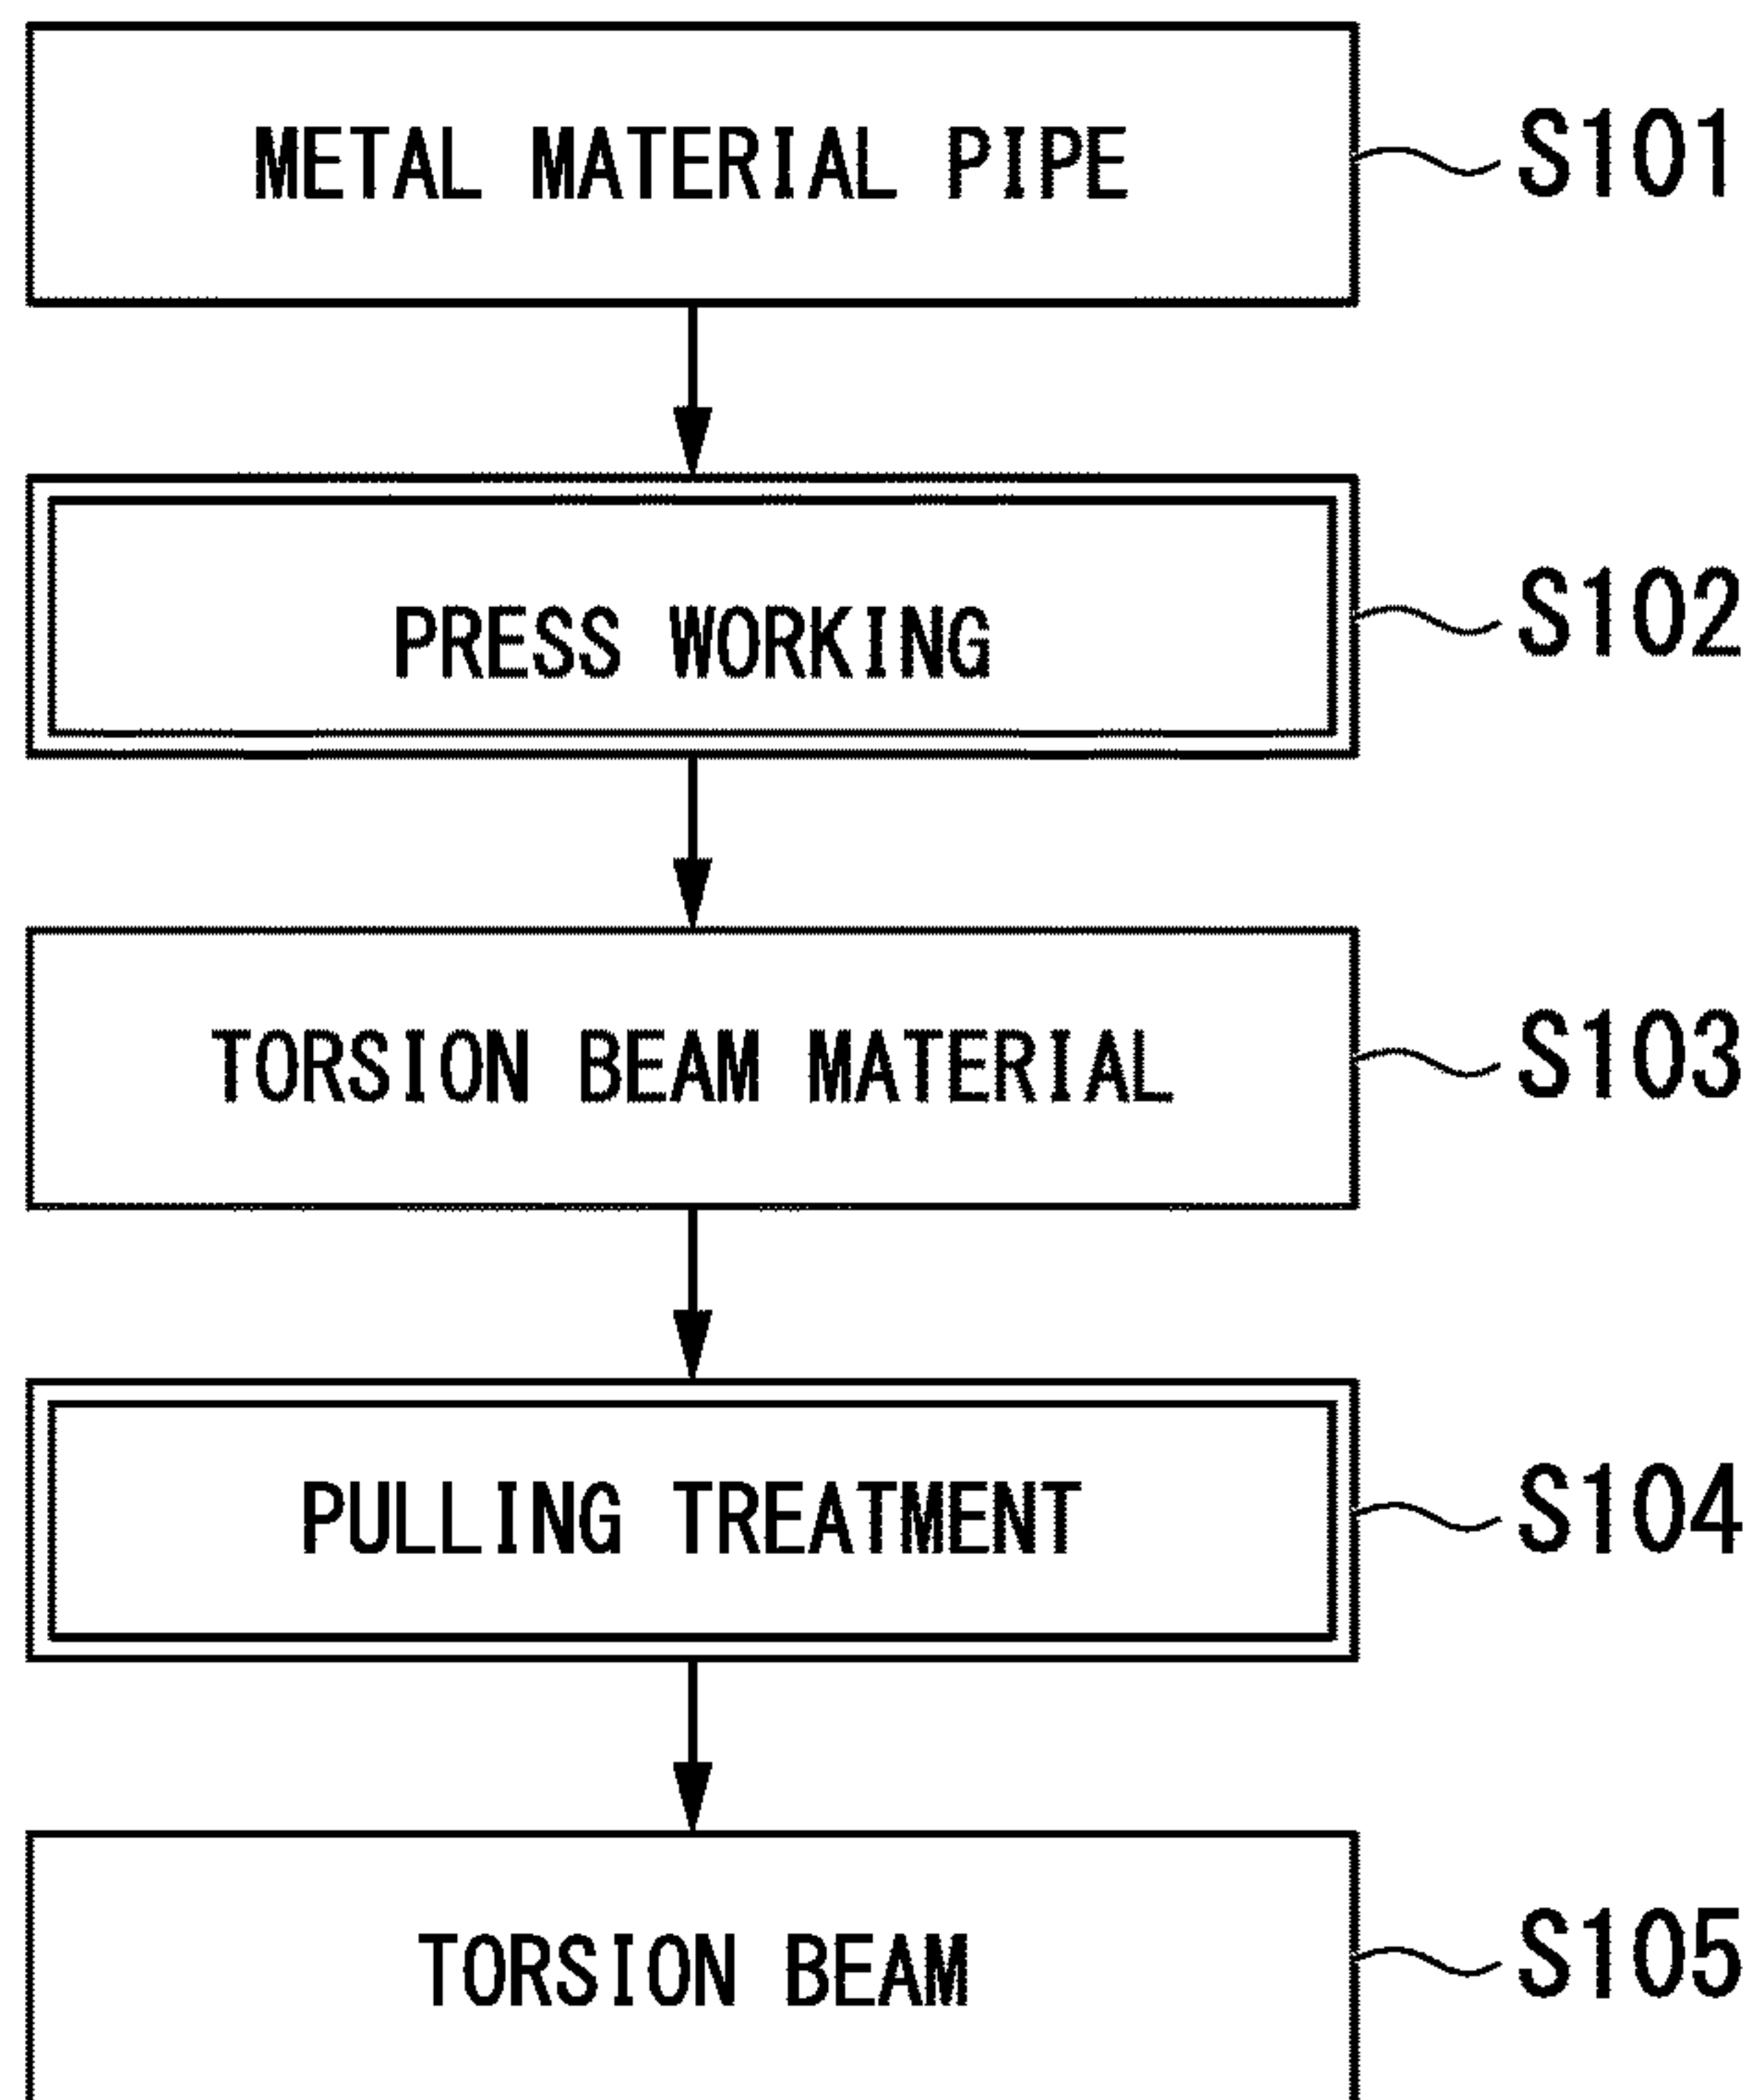 METAL MATERIAL PIPE S101
PRESS WORKING S102
TORSION BEAM MATERIAL S103
PULLING TREATMENT S104
TORSION BEAM S105